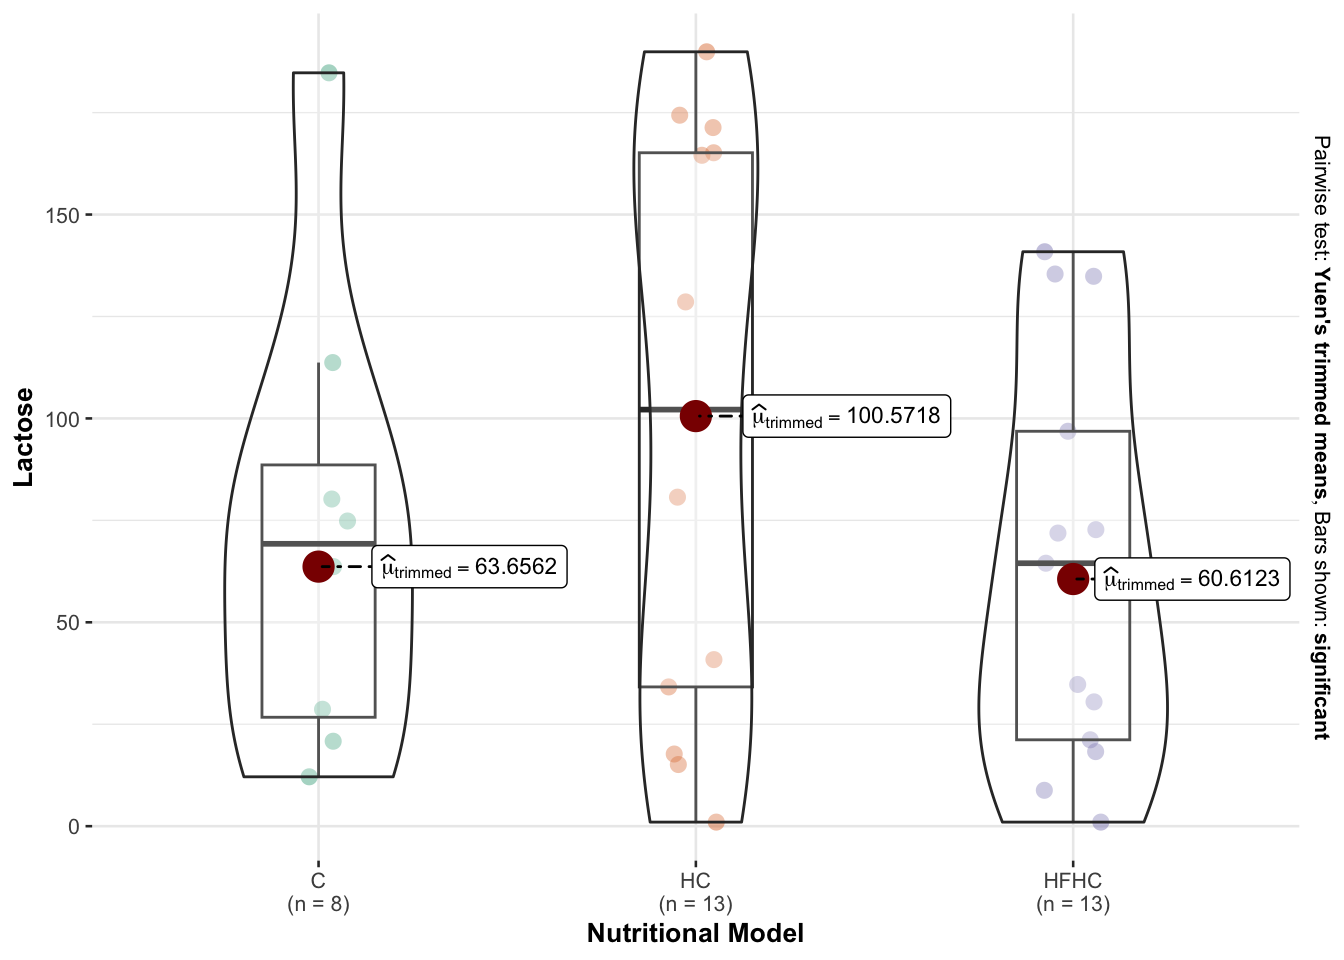 Lactose
150
100
50
0
μ̂trimmed = 63.6562
μ̂trimmed = 100.5718
μ̂trimmed = 60.6123
C
(n = 8)
HC
(n = 13)
HFHC
(n = 13)
Nutritional Model
Pairwise test: Yuen's trimmed means, Bars shown: significant